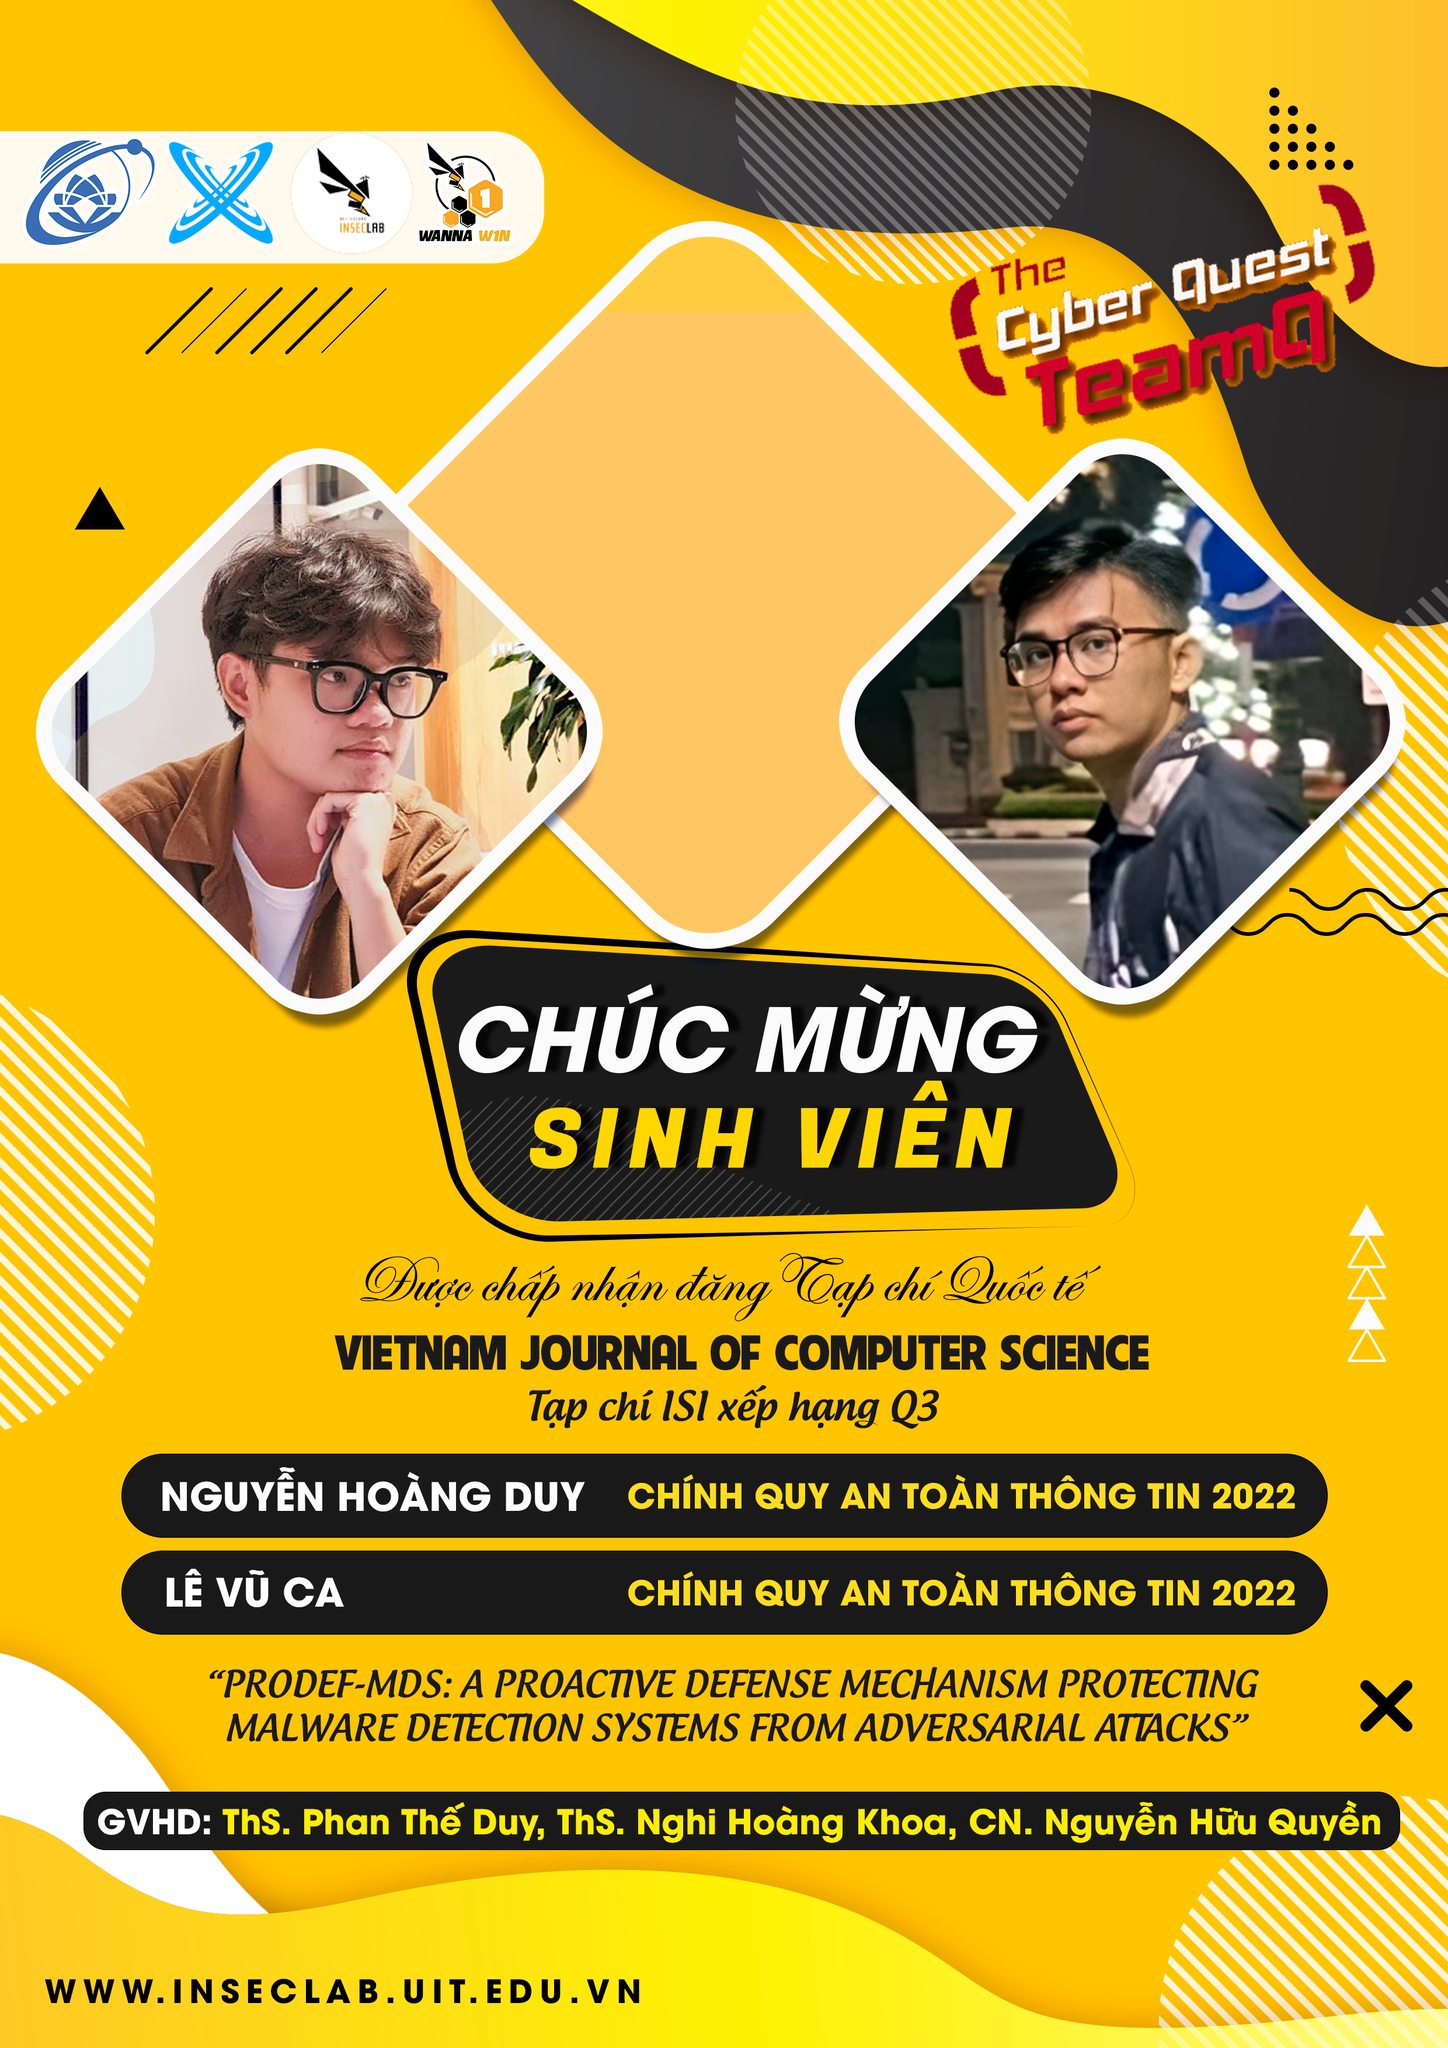 INSECLAB
WANNA W1N
1
The
Cyber Quest
TeamQ
CHÚC MỪNG
SINH VIÊN
Được chấp nhận đăng Tạp chí Quốc tế
VIETNAM JOURNAL OF COMPUTER SCIENCE
Tạp chí ISI xếp hạng Q3
NGUYỄN HOÀNG DUY CHÍNH QUY AN TOÀN THÔNG TIN 2022
LÊ VŨ CA CHÍNH QUY AN TOÀN THÔNG TIN 2022
“PRODEF-MDS: A PROACTIVE DEFENSE MECHANISM PROTECTING
MALWARE DETECTION SYSTEMS FROM ADVERSARIAL ATTACKS”
GVHD: ThS. Phan Thế Duy, ThS. Nghi Hoàng Khoa, CN. Nguyễn Hữu Quyền
WWW.INSECLAB.UIT.EDU.VN